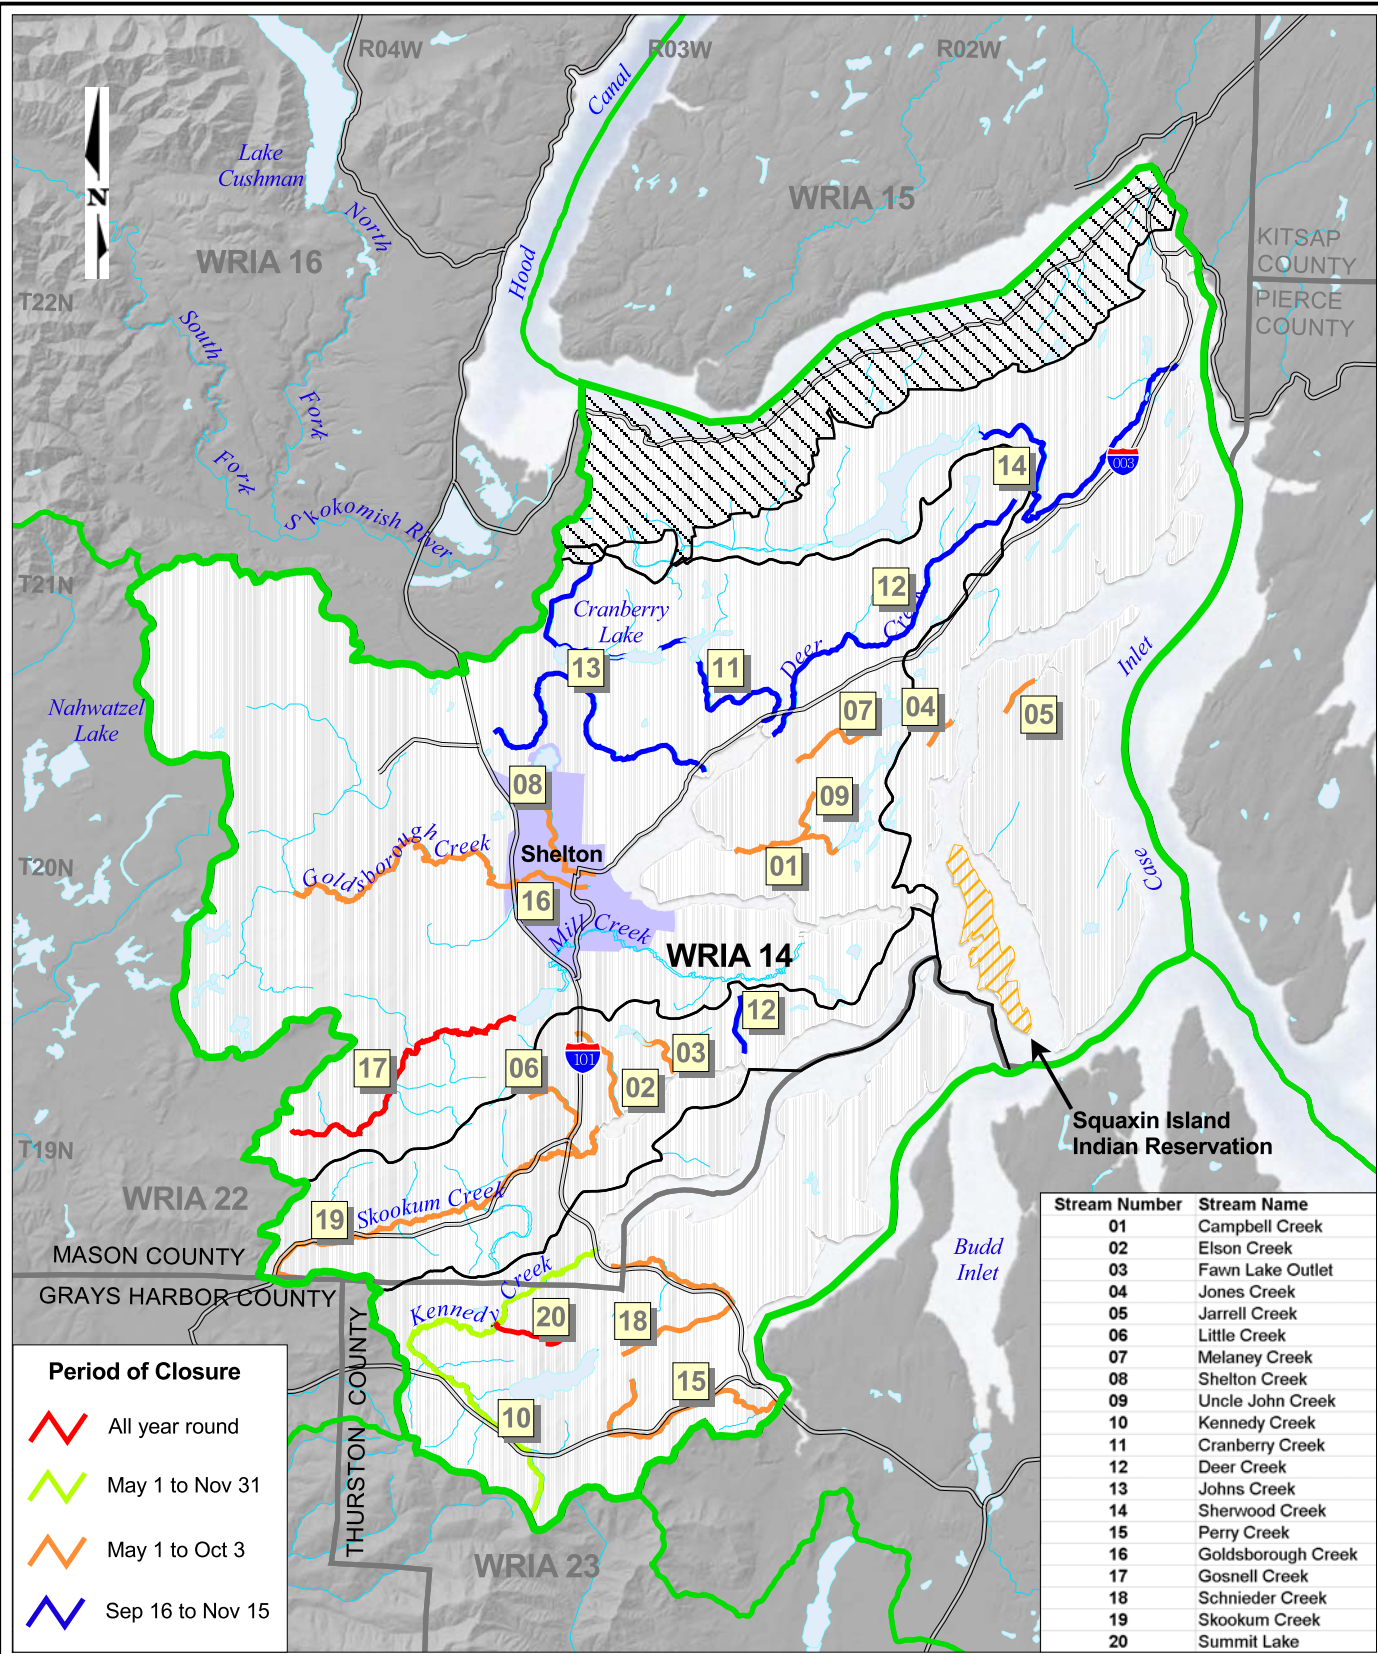 R04W
R03W
R02W
Canal
Lake
Cushman
N
North
WRIA 15
WRIA 16
KITSAP
COUNTY
PIERCE
COUNTY
Hood
T22N
South
Fork
Fork
Skokomish River
14
003
T21N
12
Cranberry
Lake
Creek
Deer
Inlet
13
11
07
04
05
Nahwatzel
Lake
08
09
Goldsborough
Creek
Shelton
T20N
01
Case
16
Mill Creek
WRIA 14
12
17
06
101
03
02
Squaxin Island
Indian Reservation
T19N
WRIA 22
19
Skookum Creek
MASON COUNTY
GRAYS HARBOR COUNTY
Budd
Inlet
Kennedy
Creek
20
18
15
10
THURSTON COUNTY
WRIA 23
Period of Closure
All year round
May 1 to Nov 31
May 1 to Oct 3
Sep 16 to Nov 15
Stream Number Stream Name
01 Campbell Creek
02 Elson Creek
03 Fawn Lake Outlet
04 Jones Creek
05 Jarrell Creek
06 Little Creek
07 Melaney Creek
08 Shelton Creek
09 Uncle John Creek
10 Kennedy Creek
11 Cranberry Creek
12 Deer Creek
13 Johns Creek
14 Sherwood Creek
15 Perry Creek
16 Goldsborough Creek
17 Gosnell Creek
18 Schnieder Creek
19 Skookum Creek
20 Summit Lake